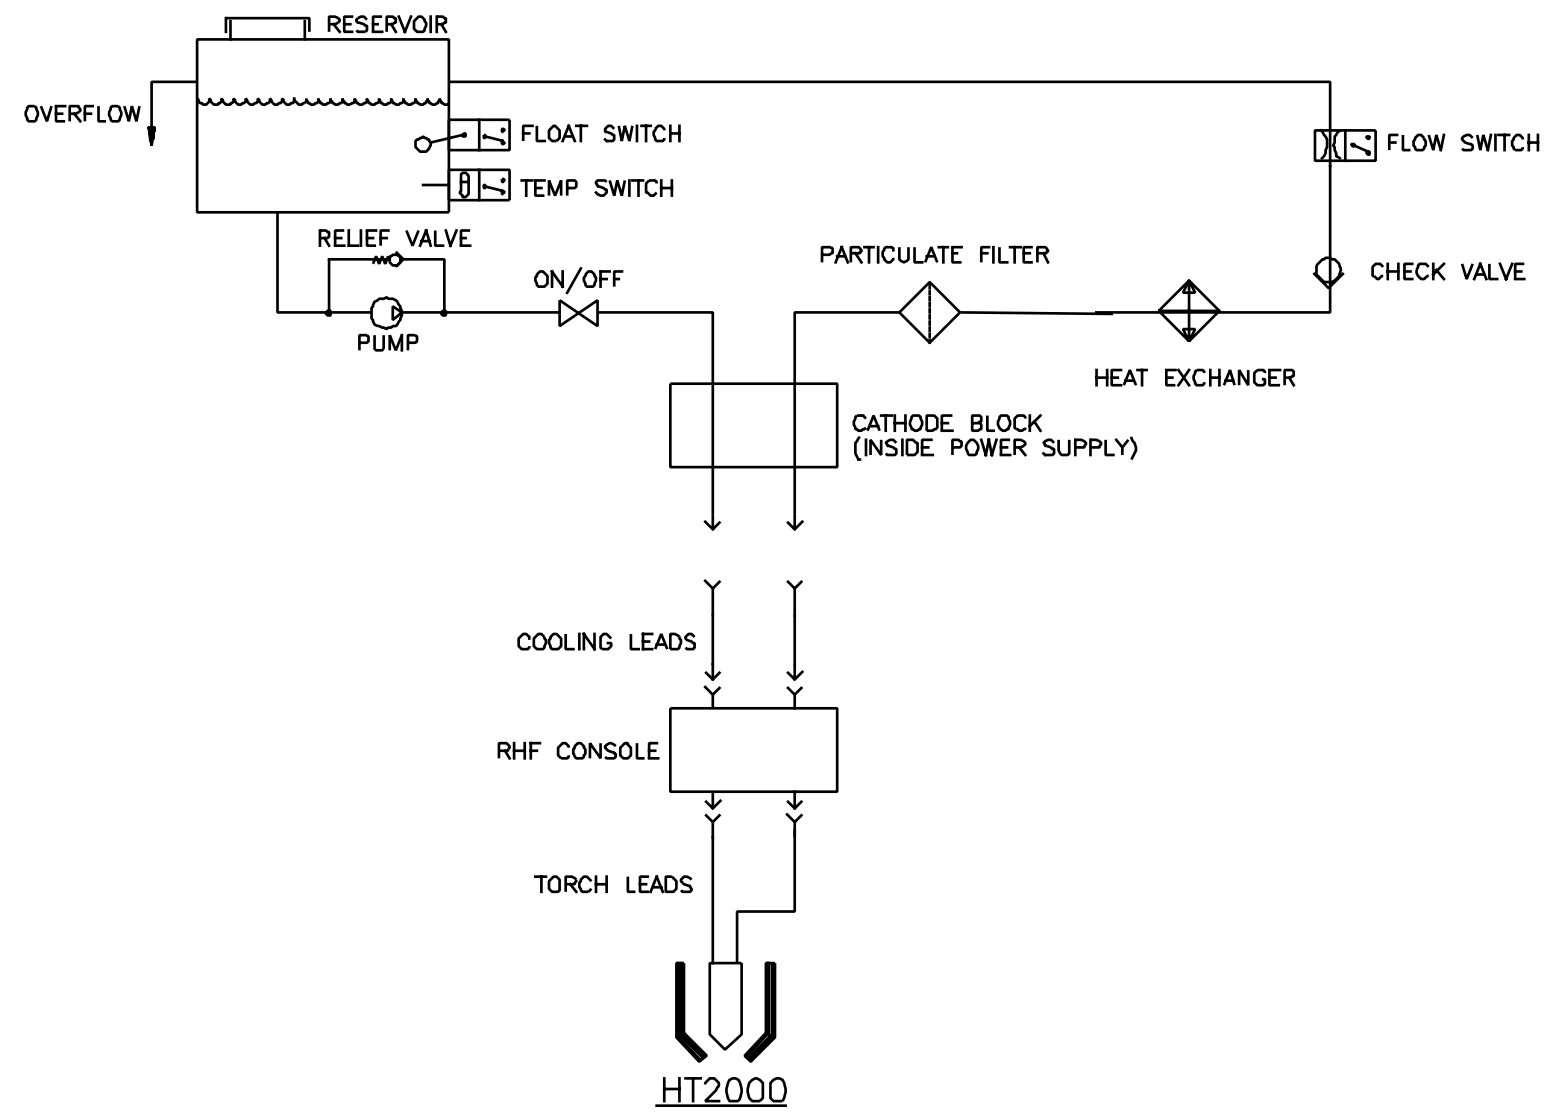 RESERVOIR
OVERFLOW
FLOAT SWITCH
FLOW SWITCH
TEMP SWITCH
RELIEF VALVE
PARTICULATE FILTER
ON/OFF
CHECK VALVE
PUMP
HEAT EXCHANGER
CATHODE BLOCK
(INSIDE POWER SUPPLY)
COOLING LEADS
RHF CONSOLE
TORCH LEADS
HT2000